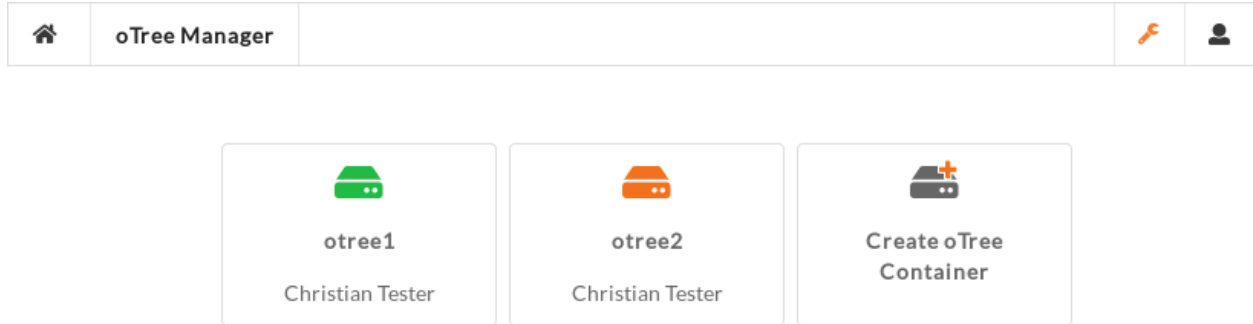 oTree Manager
otree1
Christian Tester
otree2
Christian Tester
Create oTree
Container